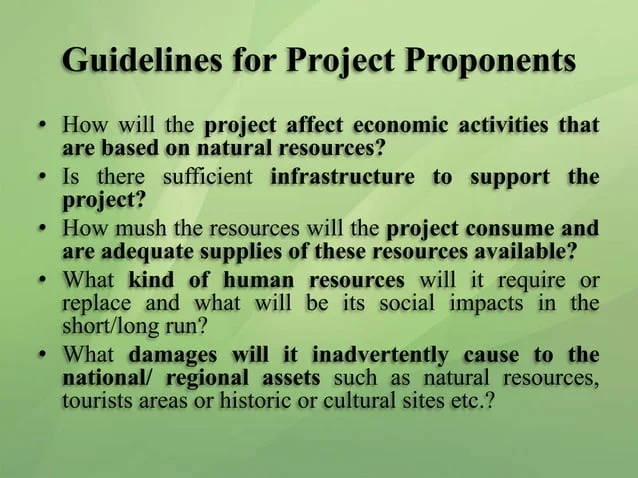 Guidelines for Project Proponents
• How will the project affect economic activities that
are based on natural resources?
• Is there sufficient infrastructure to support the
project?
• How mush the resources will the project consume and
are adequate supplies of these resources available?
• What kind of human resources will it require or
replace and what will be its social impacts in the
short/long run?
• What damages will it inadvertently cause to the
national/ regional assets such as natural resources,
tourists areas or historic or cultural sites etc.?